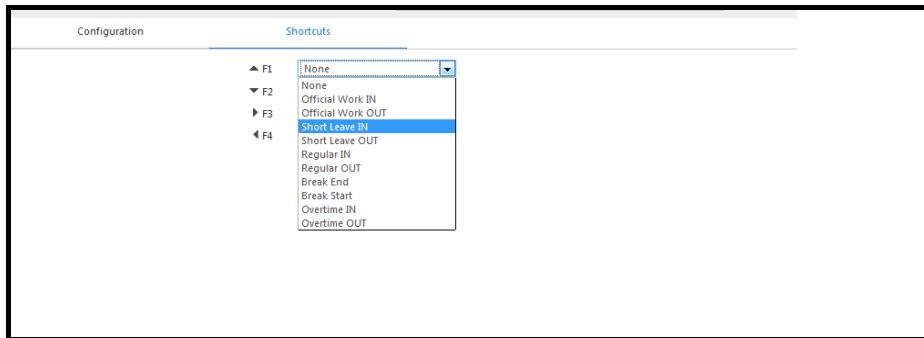 Configuration Shortcuts
F1 None
F2 None
Official Work IN
F3 Official Work OUT
Short Leave IN
F4 Short Leave OUT
Regular IN
Regular OUT
Break End
Break Start
Overtime IN
Overtime OUT